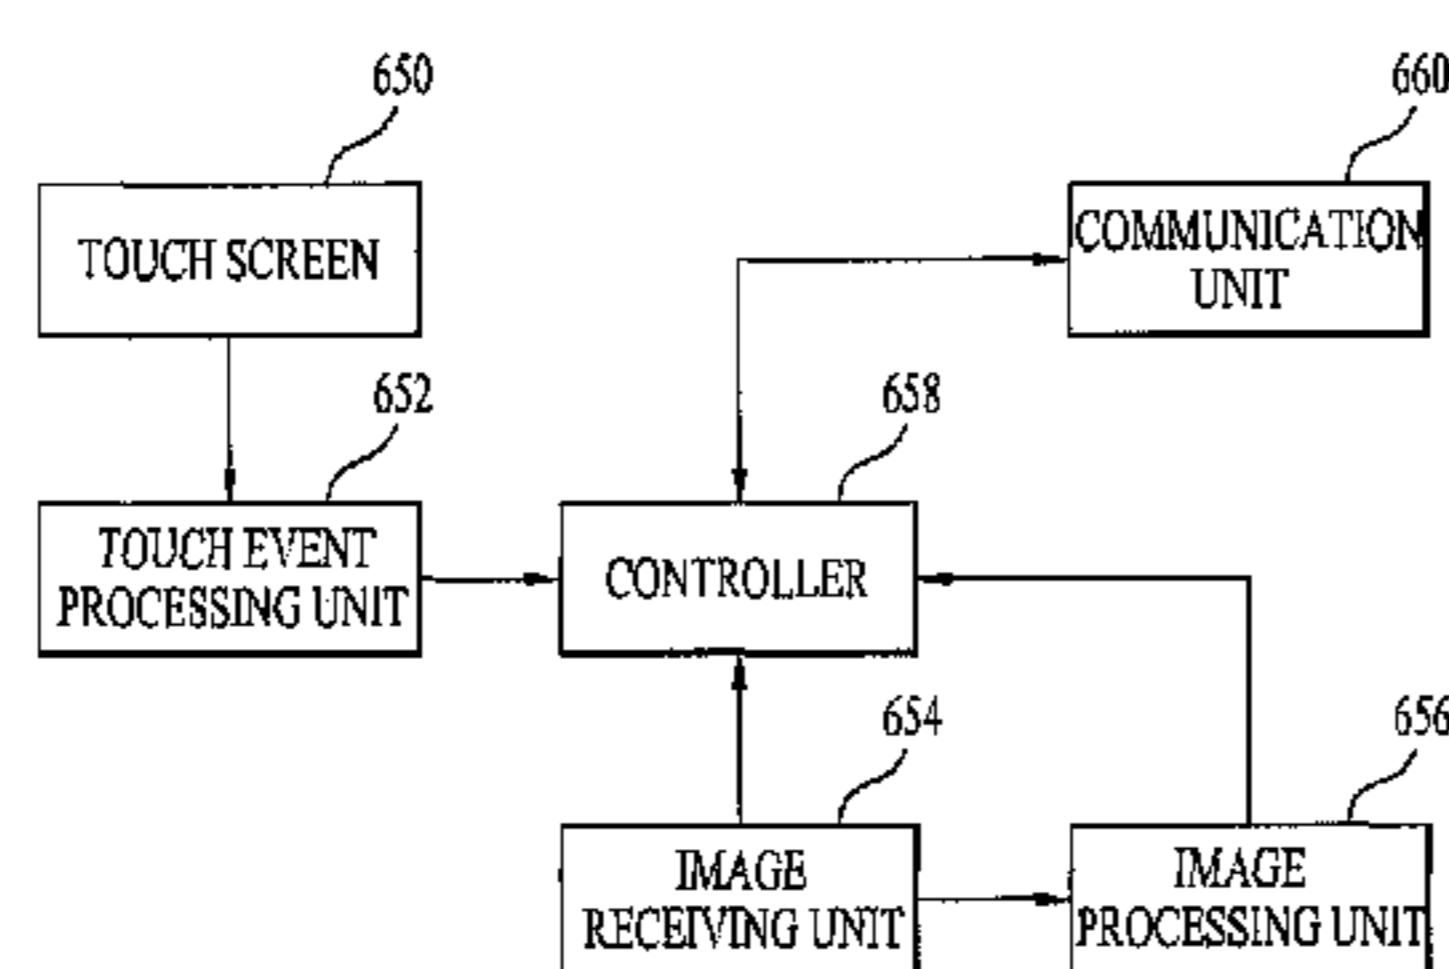 650
660
TOUCH SCREEN
COMMUNICATION
UNIT
652
658
TOUCH EVENT
PROCESSING UNIT
CONTROLLER
654
656
IMAGE
RECEIVING UNIT
IMAGE
PROCESSING UNIT